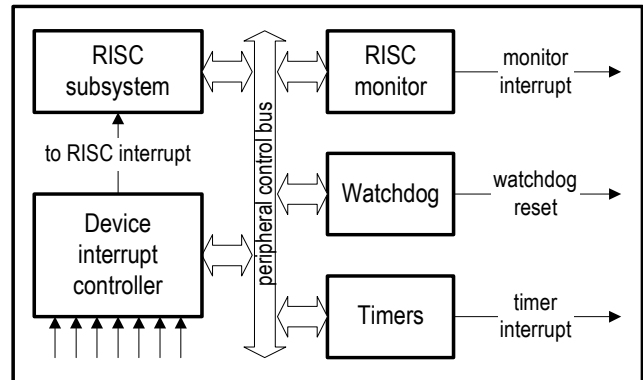 RISC
subsystem
to RISC interrupt
Device
interrupt
controller
peripheral control bus
RISC
monitor
monitor
interrupt
Watchdog
watchdog
reset
Timers
timer
interrupt